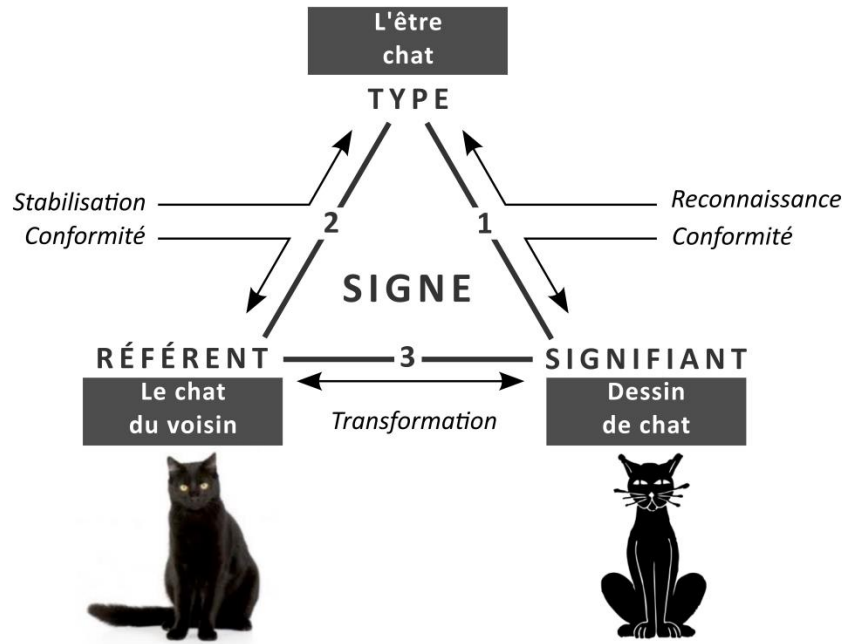 L'être
chat
TYPE
Stabilisation
Conformité
2
1
Reconnaissance
Conformité
SIGNE
RÉFÉRENT
3
SIGNIFIANT
Le chat
du voisin
Transformation
Dessin
de chat